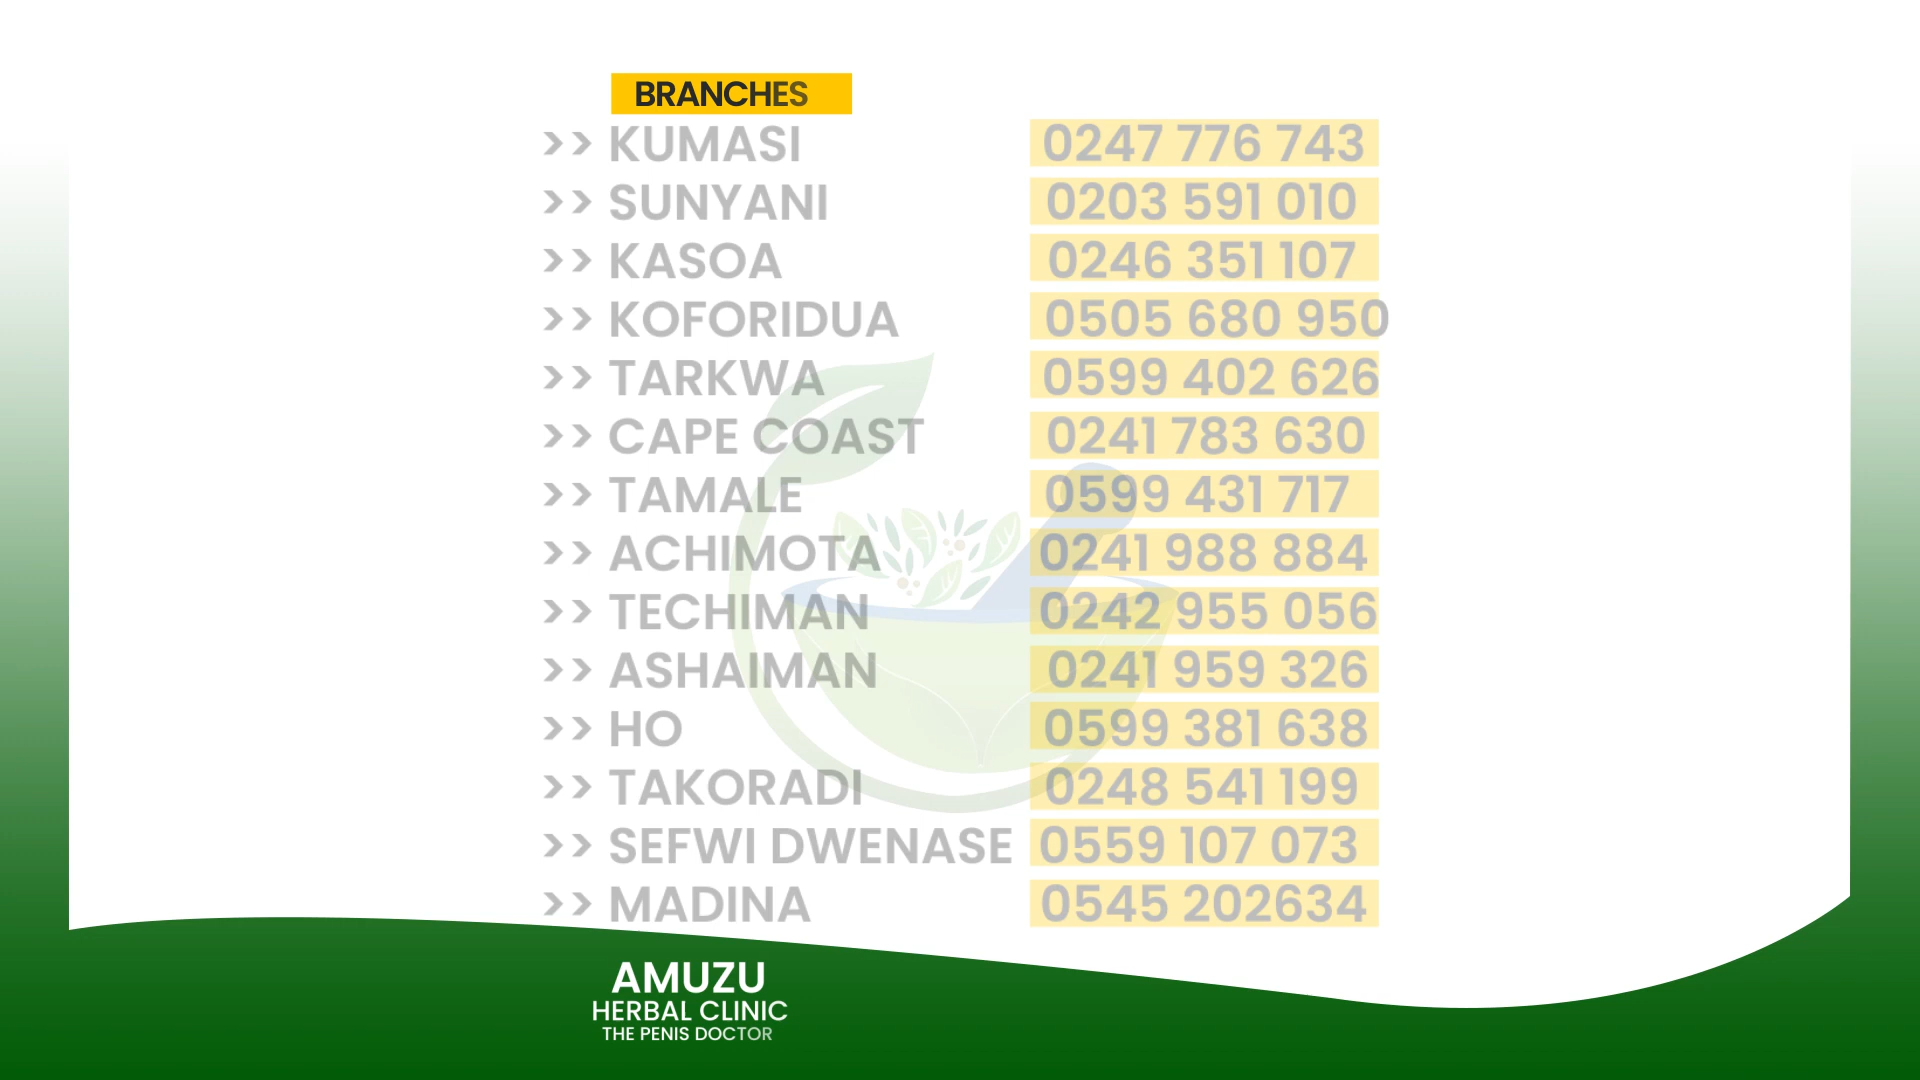 BRANCHES
>> KUMASI 0247 776 743
>> SUNYANI 0203 591 010
>> KASOA 0246 351 107
>> KOFORIDUA 0505 680 950
>> TARKWA 0599 402 626
>> CAPE COAST 0241 783 630
>> TAMALE 0599 431 717
>> ACHIMOTA 0241 988 884
>> TECHIMAN 0242 955 056
>> ASHAIMAN 0241 959 326
>> HO 0599 381 638
>> TAKORADI 0248 541 199
>> SEFWI DWENASE 0559 107 073
>> MADINA 0545 202634
AMUZU
HERBAL CLINIC
THE PENIS DOCTOR